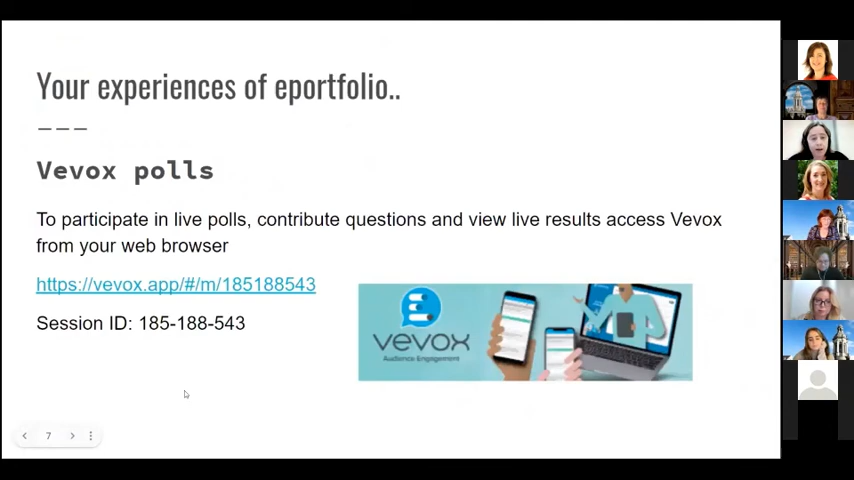 Your experiences of eportfolio..
Vevox polls
To participate in live polls, contribute questions and view live results access Vevox
from your web browser
https://vevox.app/#/m/185188543
Session ID: 185-188-543
vevox
Audience Engagement
7